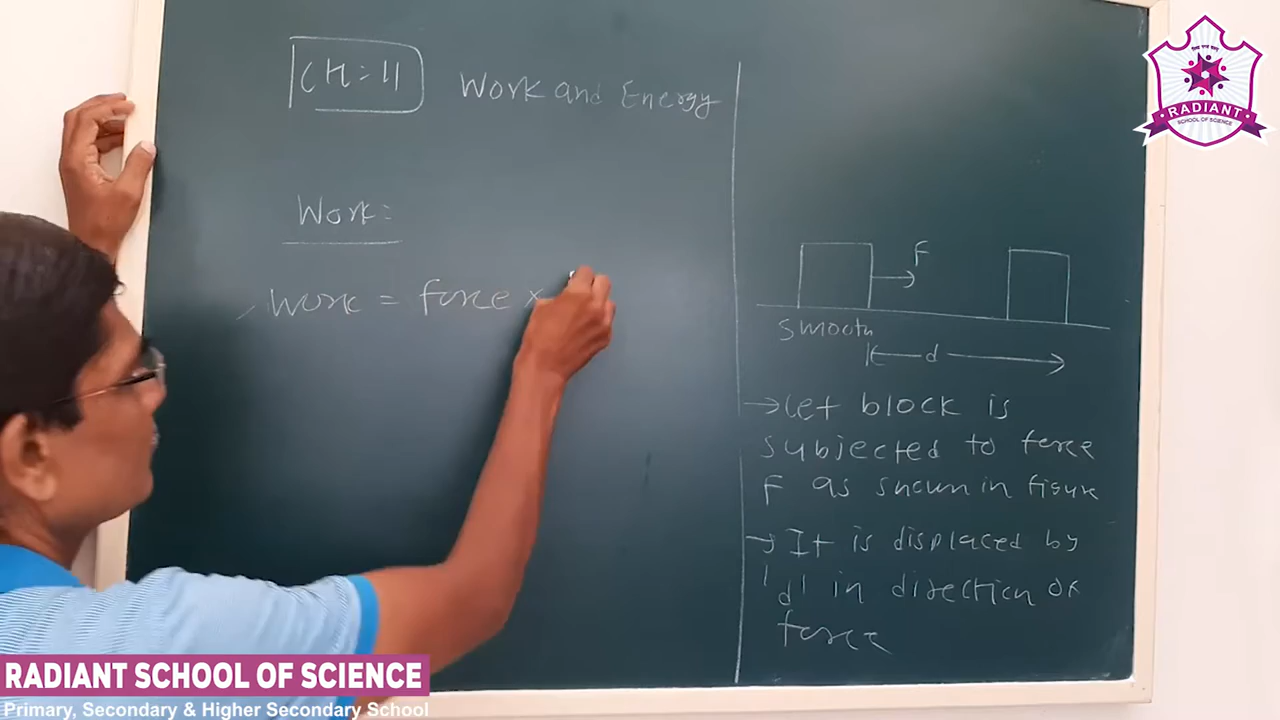 CH:11 Work and Energy
Work:
Work = force ×
F
Smooth
d
→ Let block is
subjected to force
F as shown in figure
→ It is displaced by
'd' in direction of
force
RADIANT
SCHOOL OF SCIENCE
RADIANT SCHOOL OF SCIENCE
Primary, Secondary & Higher Secondary School